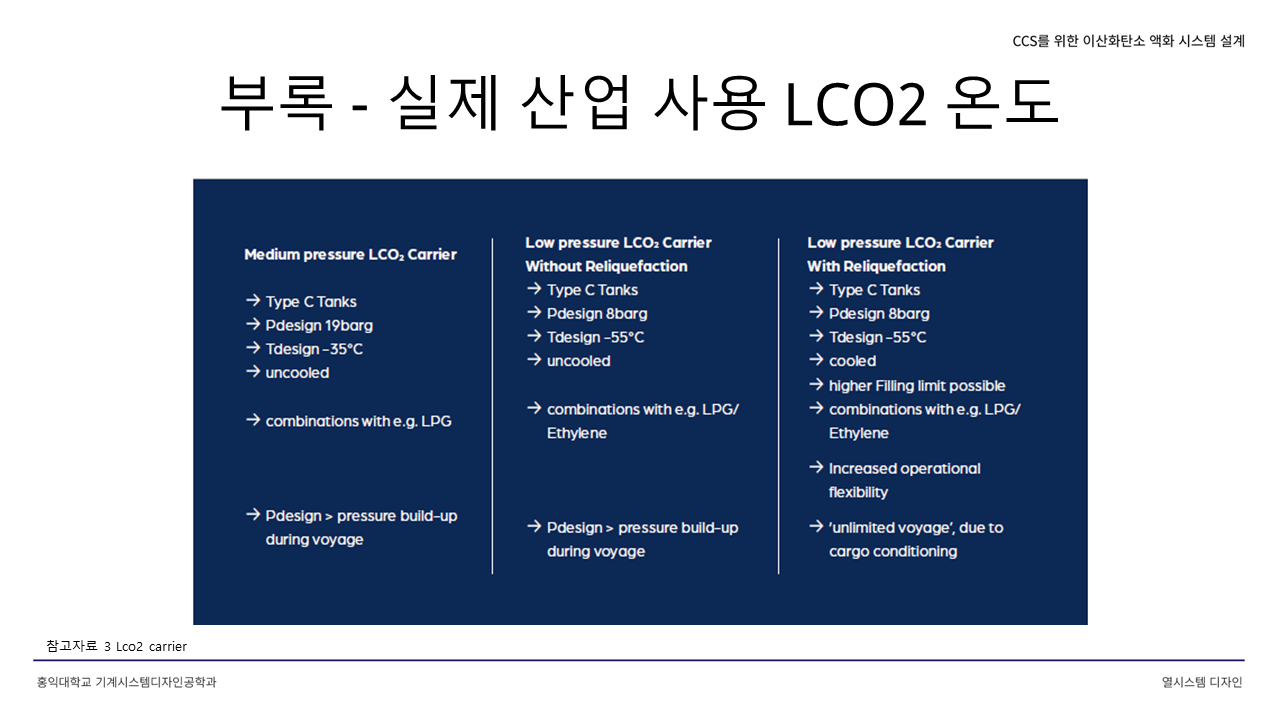 CCS를 위한 이산화탄소 액화 시스템 설계
부록 - 실제 산업 사용 LCO2 온도
Medium pressure LCO₂ Carrier
→ Type C Tanks
→ Pdesign 19barg
→ Tdesign -35°C
→ uncooled
→ combinations with e.g. LPG
→ Pdesign > pressure build-up
during voyage
Low pressure LCO₂ Carrier
Without Reliquefaction
→ Type C Tanks
→ Pdesign 8barg
→ Tdesign -55°C
→ uncooled
→ combinations with e.g. LPG/
Ethylene
→ Pdesign > pressure build-up
during voyage
Low pressure LCO₂ Carrier
With Reliquefaction
→ Type C Tanks
→ Pdesign 8barg
→ Tdesign -55°C
→ cooled
→ higher Filling limit possible
→ combinations with e.g. LPG/
Ethylene
→ Increased operational
flexibility
→ 'unlimited voyage', due to
cargo conditioning
참고자료 3 Lco2 carrier
홍익대학교 기계시스템디자인공학과
열시스템 디자인